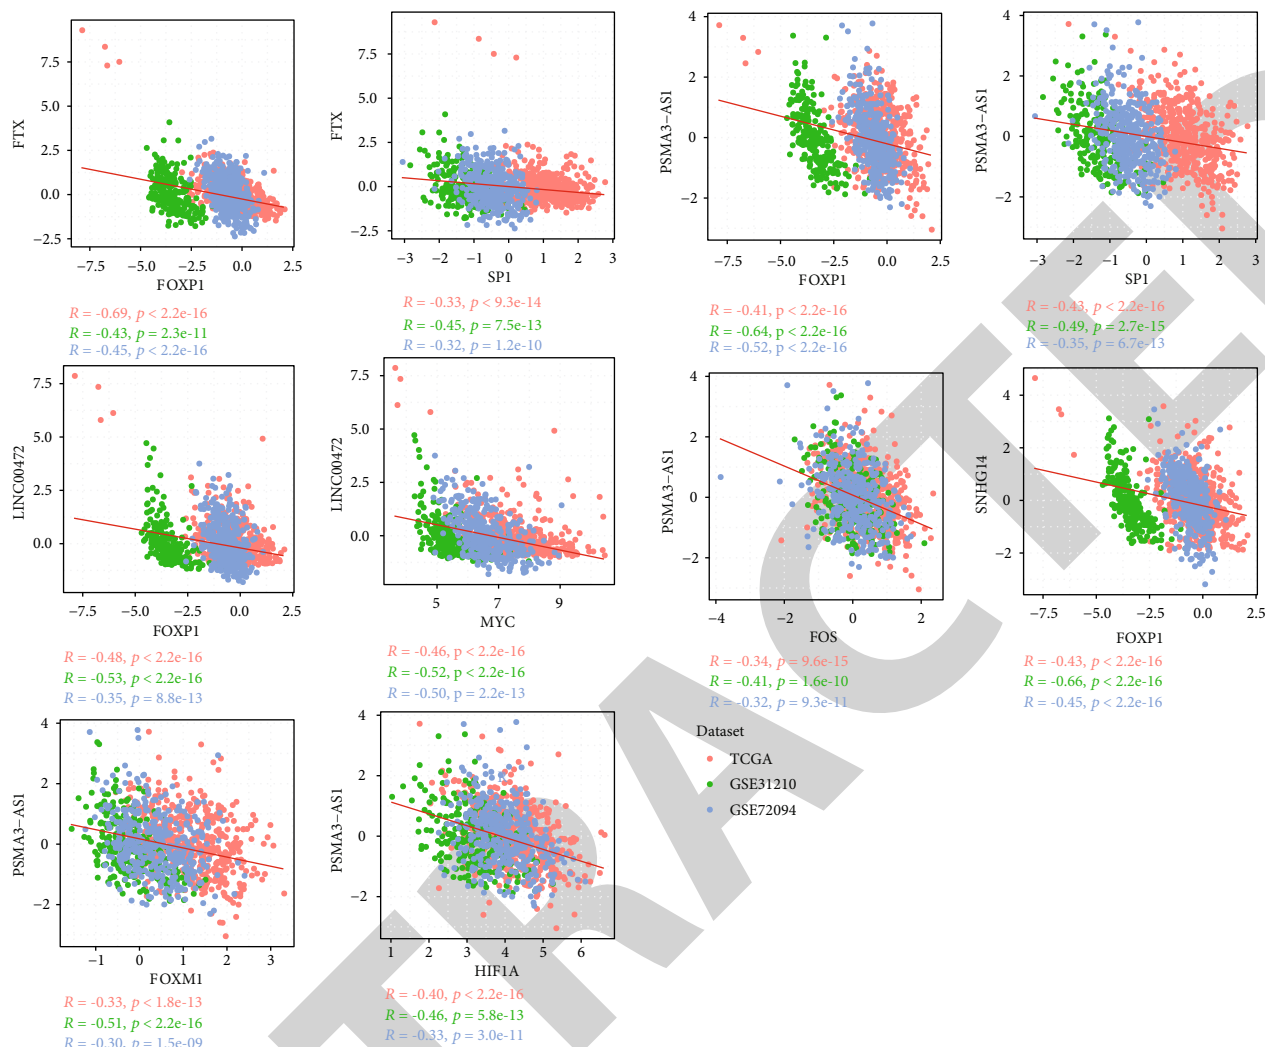 FTX
7.5
5.0
2.5
0.0
−2.5
−7.5 −5.0 −2.5 0.0 2.5
FOXP1
R = -0.69, p < 2.2e-16
R = -0.43, p = 2.3e-11
R = -0.45, p < 2.2e-16
FTX
7.5
5.0
2.5
0.0
−2.5
−3 −2 −1 0 1 2 3
SP1
R = -0.33, p < 9.3e-14
R = -0.45, p = 7.5e-13
R = -0.32, p = 1.2e-10
PSMA3−AS1
4
2
0
−2
−7.5 −5.0 −2.5 0.0 2.5
FOXP1
R = -0.41, p < 2.2e-16
R = -0.64, p < 2.2e-16
R = -0.52, p < 2.2e-16
PSMA3−AS1
4
2
0
−2
−3 −2 −1 0 1 2 3
SP1
R = -0.43, p < 2.2e-16
R = -0.49, p = 2.7e-15
R = -0.35, p = 6.7e-13
LINC00472
7.5
5.0
2.5
0.0
−7.5 −5.0 −2.5 0.0 2.5
FOXP1
R = -0.48, p < 2.2e-16
R = -0.53, p < 2.2e-16
R = -0.35, p = 8.8e-13
LINC00472
7.5
5.0
2.5
0.0
5 7 9
MYC
R = -0.46, p < 2.2e-16
R = -0.52, p < 2.2e-16
R = -0.50, p = 2.2e-13
PSMA3−AS1
4
2
0
−2
−4 −2 0 2
FOS
R = -0.34, p = 9.6e-15
R = -0.41, p = 1.6e-10
R = -0.32, p = 9.3e-11
SNHG14
4
2
0
−2
−7.5 −5.0 −2.5 0.0 2.5
FOXP1
R = -0.43, p < 2.2e-16
R = -0.66, p < 2.2e-16
R = -0.45, p < 2.2e-16
PSMA3−AS1
4
2
0
−2
−1 0 1 2 3
FOXM1
R = -0.33, p < 1.8e-13
R = -0.51, p < 2.2e-16
R = -0.30, p = 1.5e-09
PSMA3−AS1
4
2
0
−2
1 2 3 4 5 6
HIF1A
R = -0.40, p < 2.2e-16
R = -0.46, p = 5.8e-13
R = -0.33, p = 3.0e-11
Dataset
TCGA
GSE31210
GSE72094